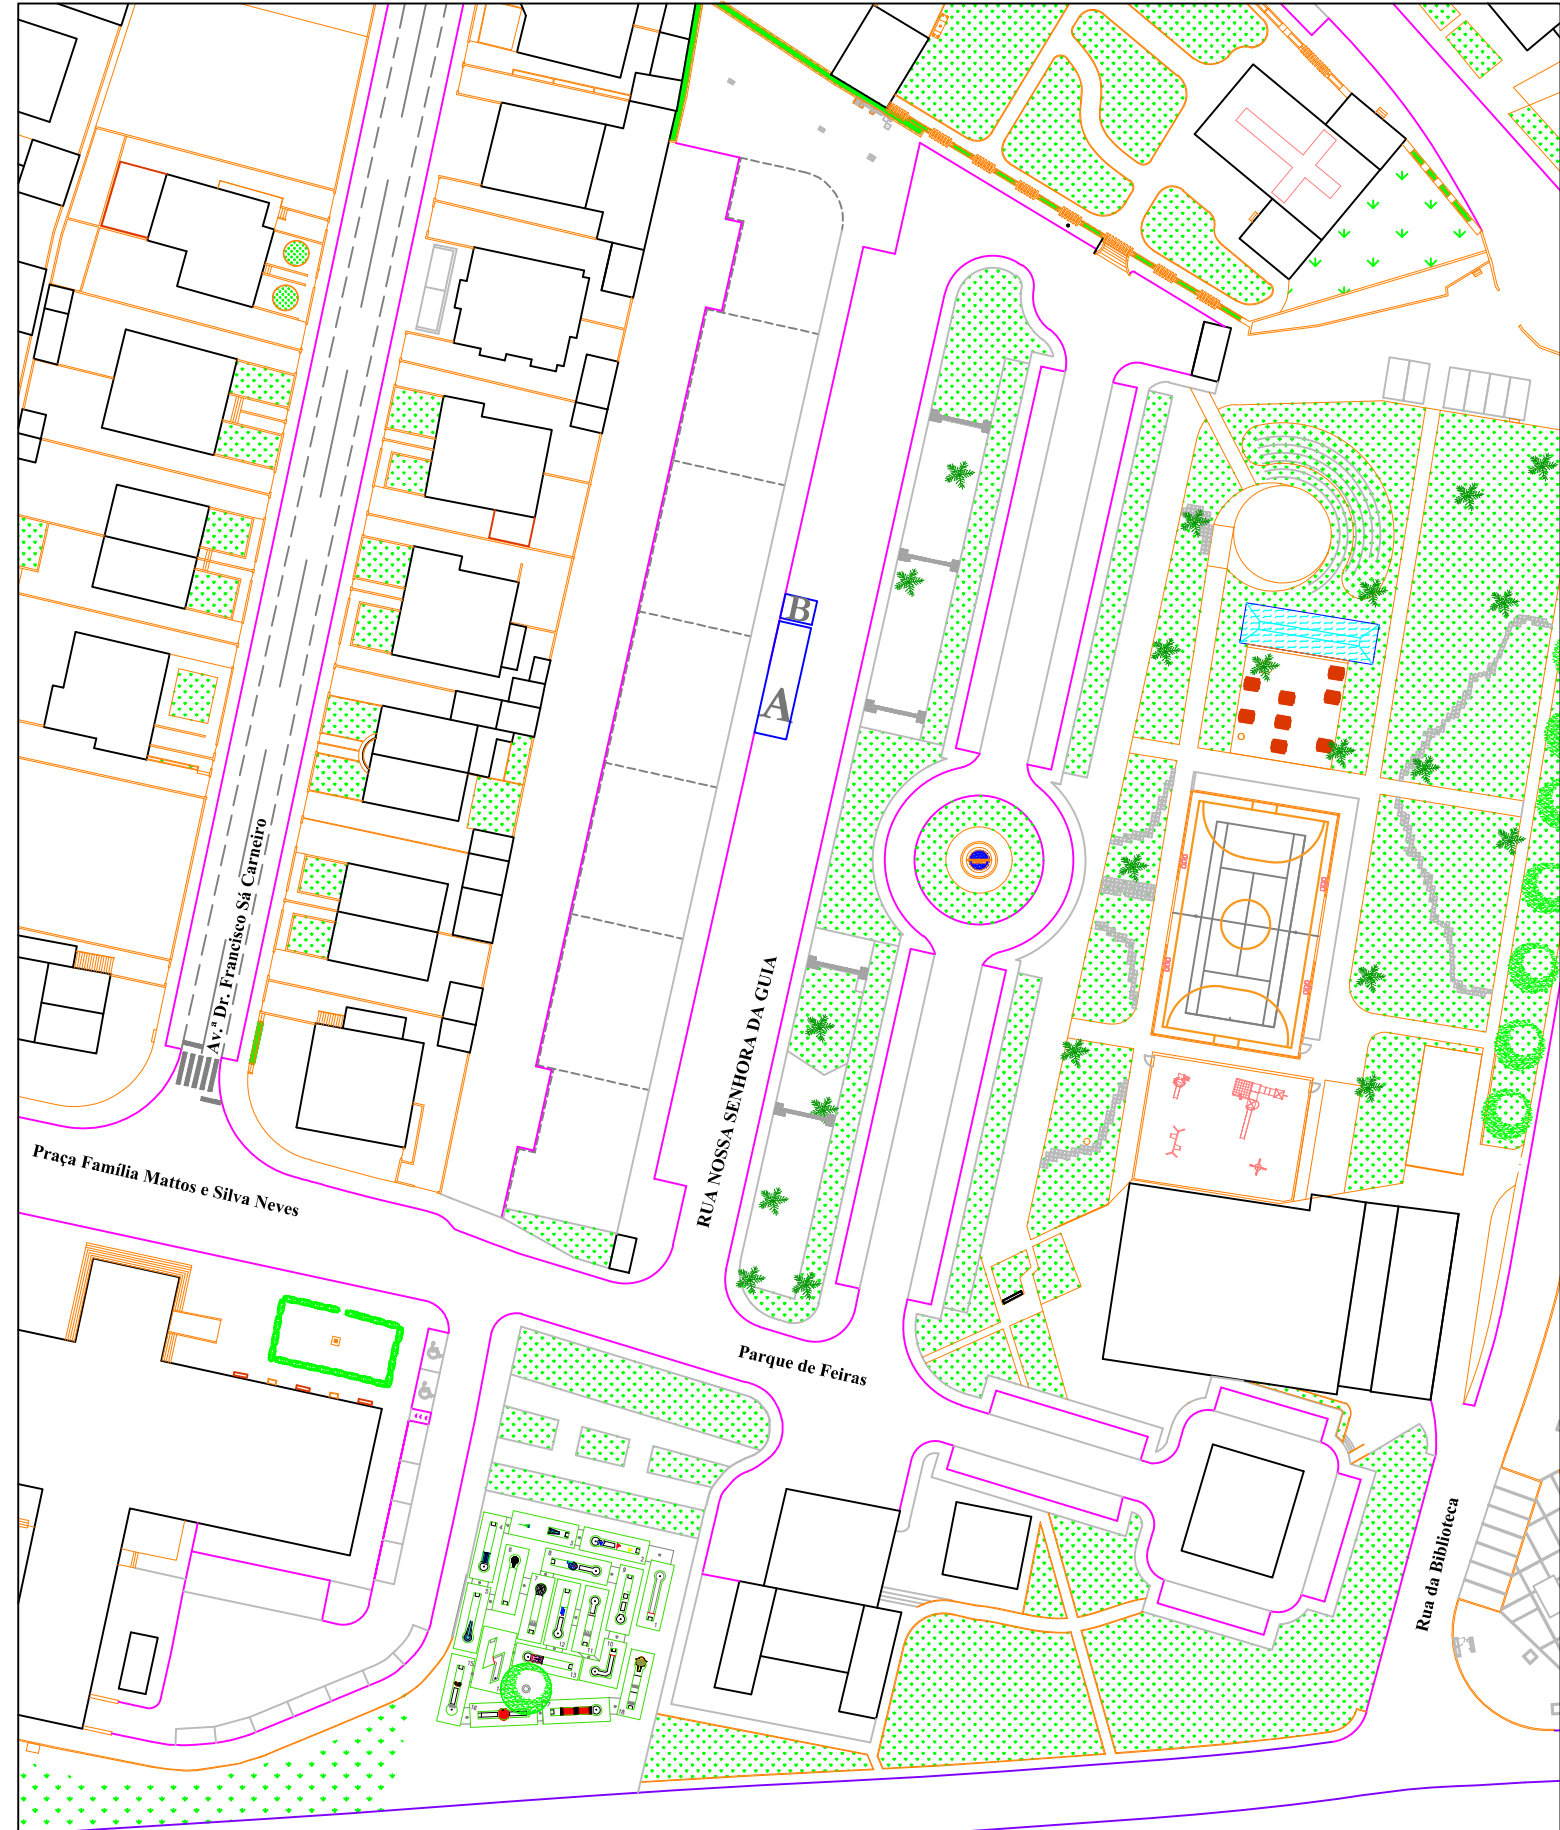 B
A
Av.ª Dr. Francisco Sá Carneiro
RUA NOSSA SENHORA DA GUIA
Praça Família Mattos e Silva Neves
Parque de Feiras
Rua da Biblioteca